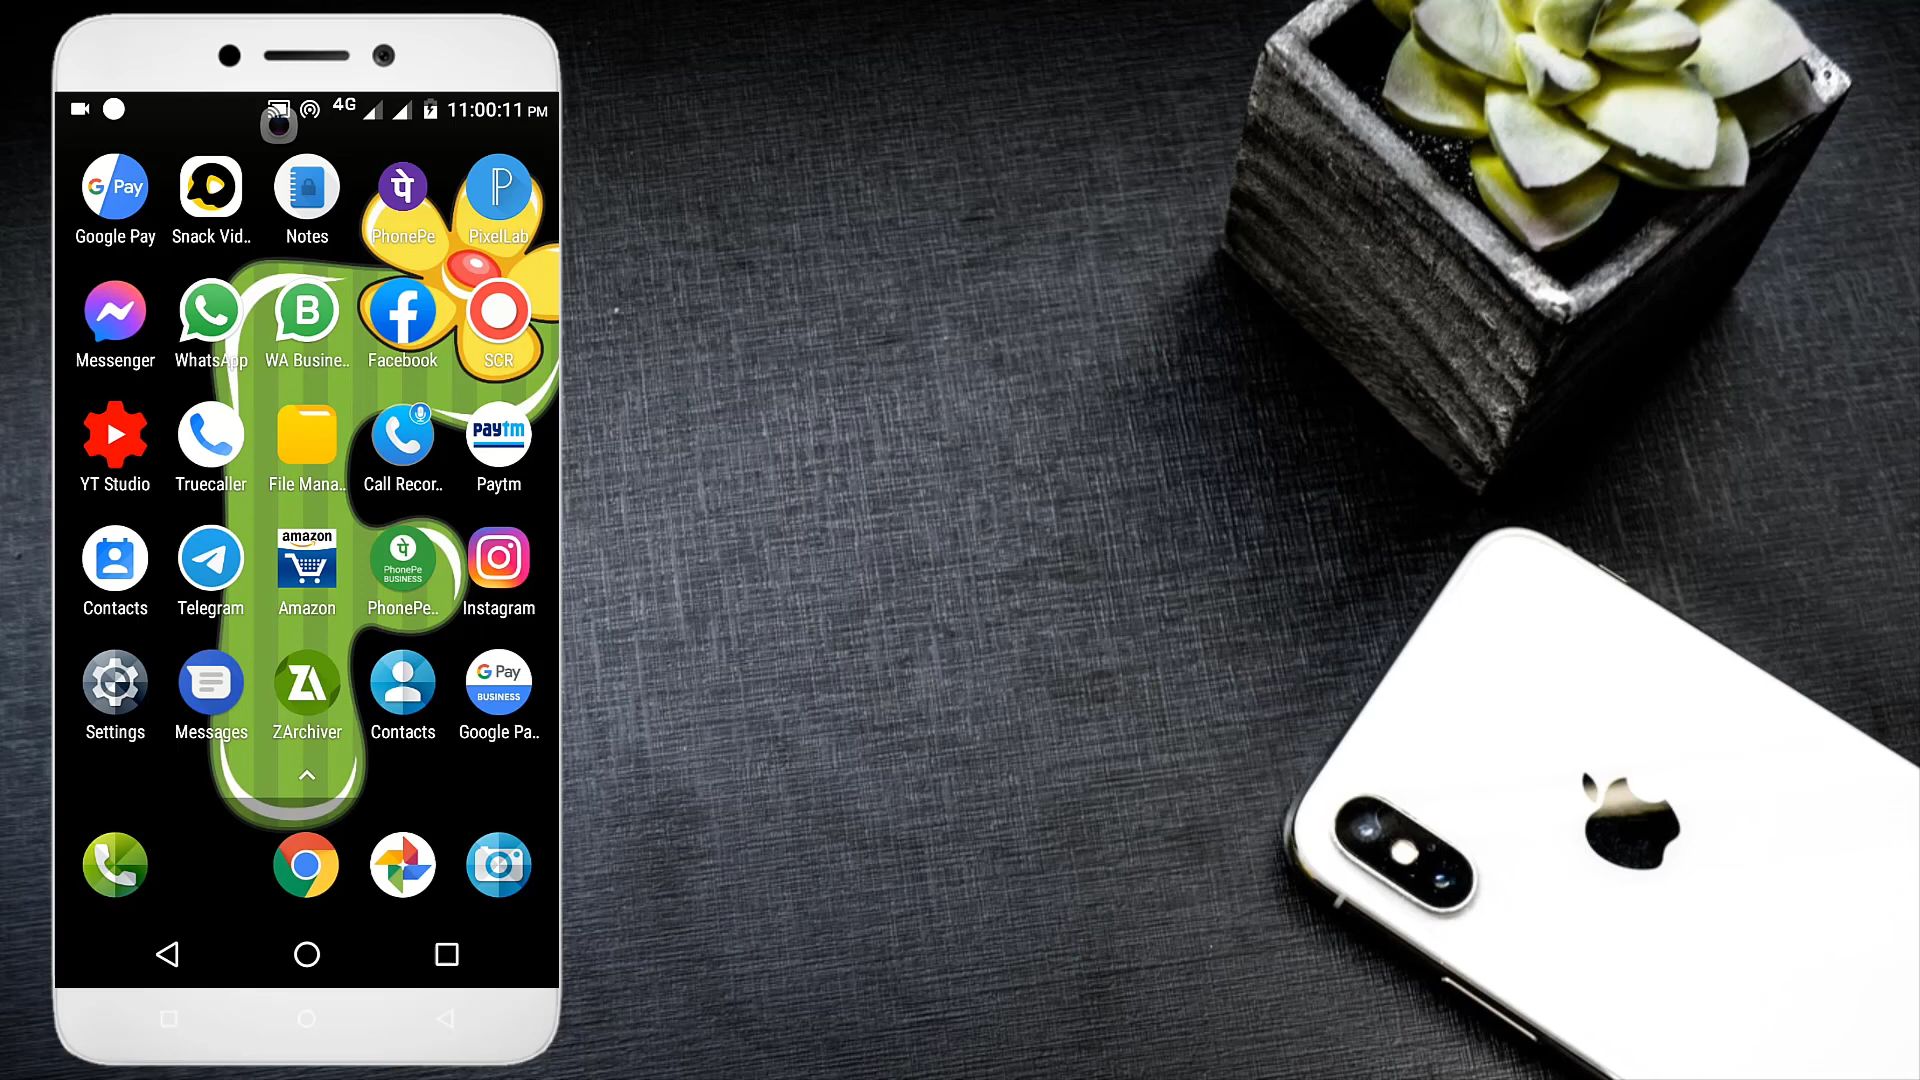 4G 11:00:11 PM
G Pay पे P
Google Pay Snack Vid.. Notes PhonePe PixelLab
B
Messenger WhatsApp WA Busine.. Facebook SCR
paytm
YT Studio Truecaller File Mana.. Call Recor.. Paytm
amazon पे PhonePe BUSINESS
Contacts Telegram Amazon PhonePe.. Instagram
ZA G Pay BUSINESS
Settings Messages ZArchiver Contacts Google Pa..